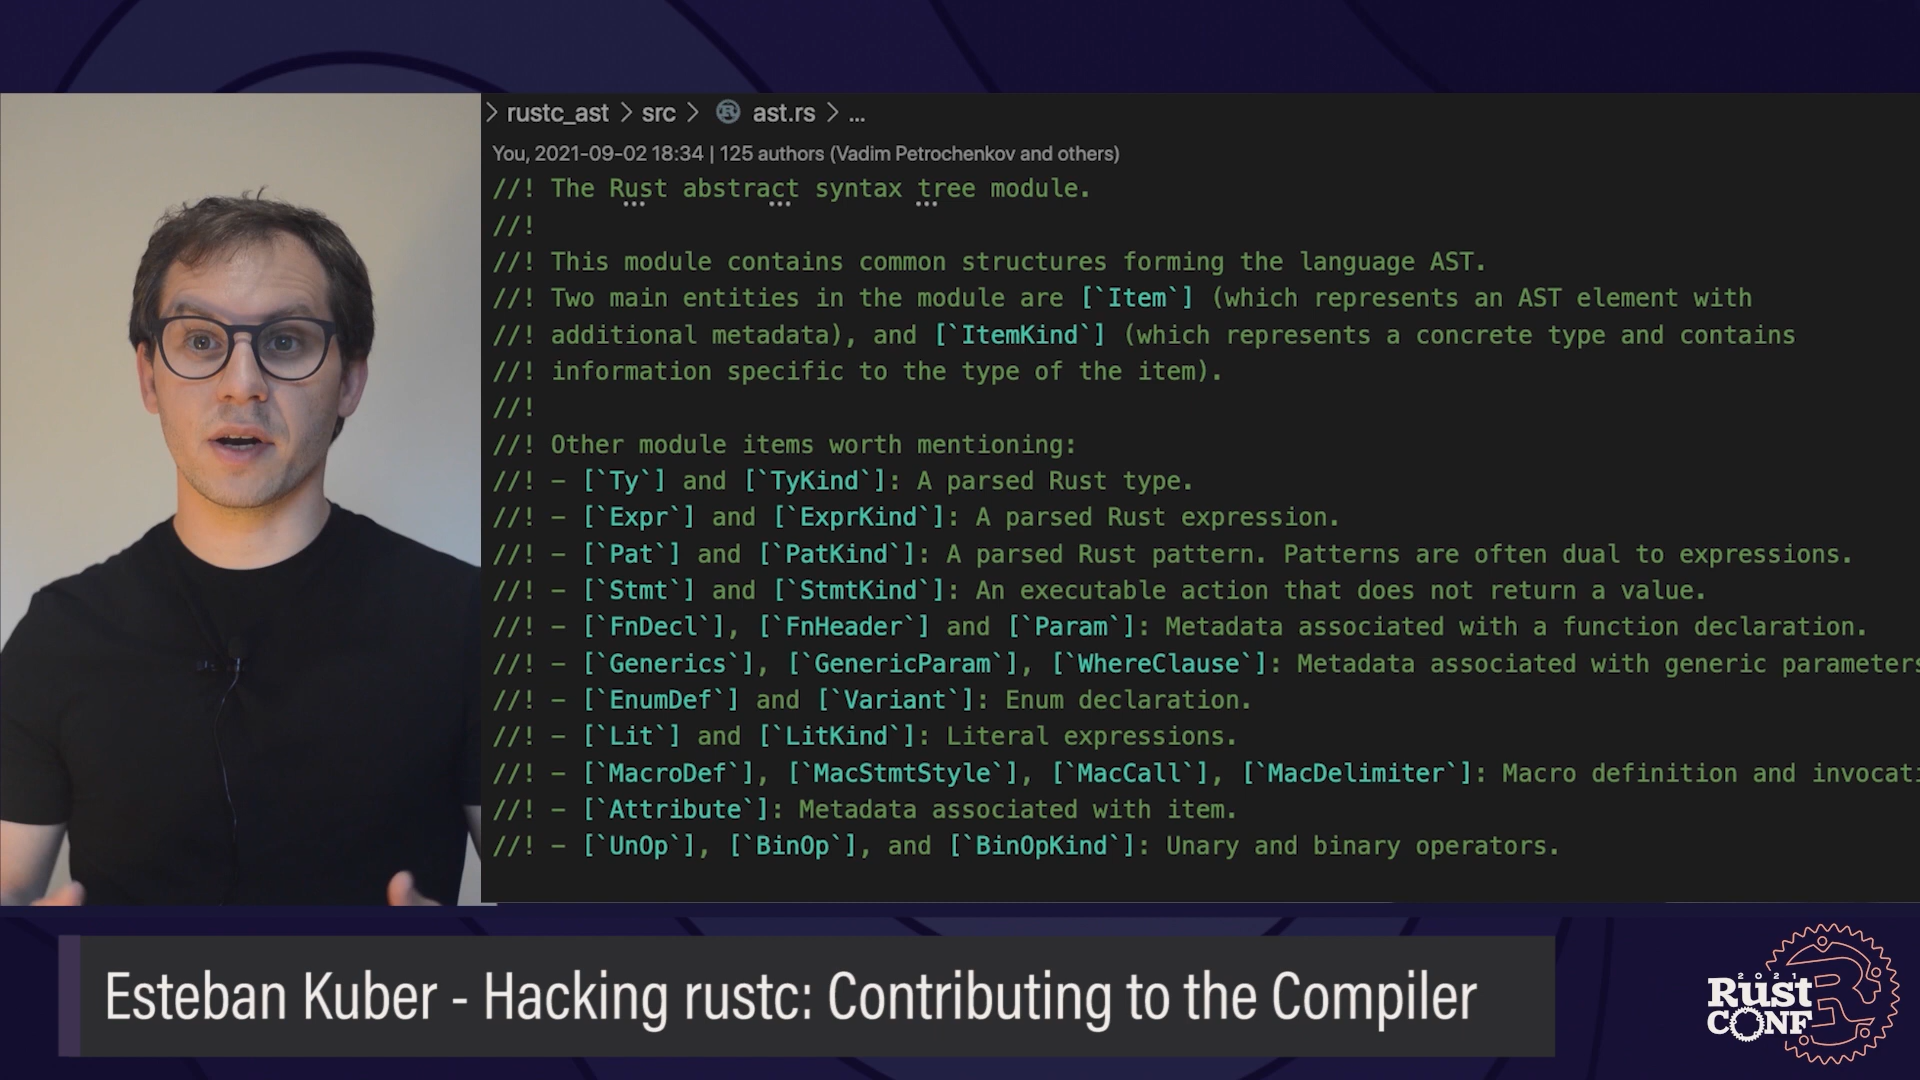 rustc_ast > src > ast.rs > ...
You, 2021-09-02 18:34 | 125 authors (Vadim Petrochenkov and others)
//! The Rust abstract syntax tree module.
//!
//! This module contains common structures forming the language AST.
//! Two main entities in the module are [`Item`] (which represents an AST element with
//! additional metadata), and [`ItemKind`] (which represents a concrete type and contains
//! information specific to the type of the item).
//!
//! Other module items worth mentioning:
//! - [`Ty`] and [`TyKind`]: A parsed Rust type.
//! - [`Expr`] and [`ExprKind`]: A parsed Rust expression.
//! - [`Pat`] and [`PatKind`]: A parsed Rust pattern. Patterns are often dual to expressions.
//! - [`Stmt`] and [`StmtKind`]: An executable action that does not return a value.
//! - [`FnDecl`], [`FnHeader`] and [`Param`]: Metadata associated with a function declaration.
//! - [`Generics`], [`GenericParam`], [`WhereClause`]: Metadata associated with generic parameters
//! - [`EnumDef`] and [`Variant`]: Enum declaration.
//! - [`Lit`] and [`LitKind`]: Literal expressions.
//! - [`MacroDef`], [`MacStmtStyle`], [`MacCall`], [`MacDelimiter`]: Macro definition and invocati
//! - [`Attribute`]: Metadata associated with item.
//! - [`UnOp`], [`BinOp`], and [`BinOpKind`]: Unary and binary operators.
Esteban Kuber - Hacking rustc: Contributing to the Compiler
2021
Rust
CONF